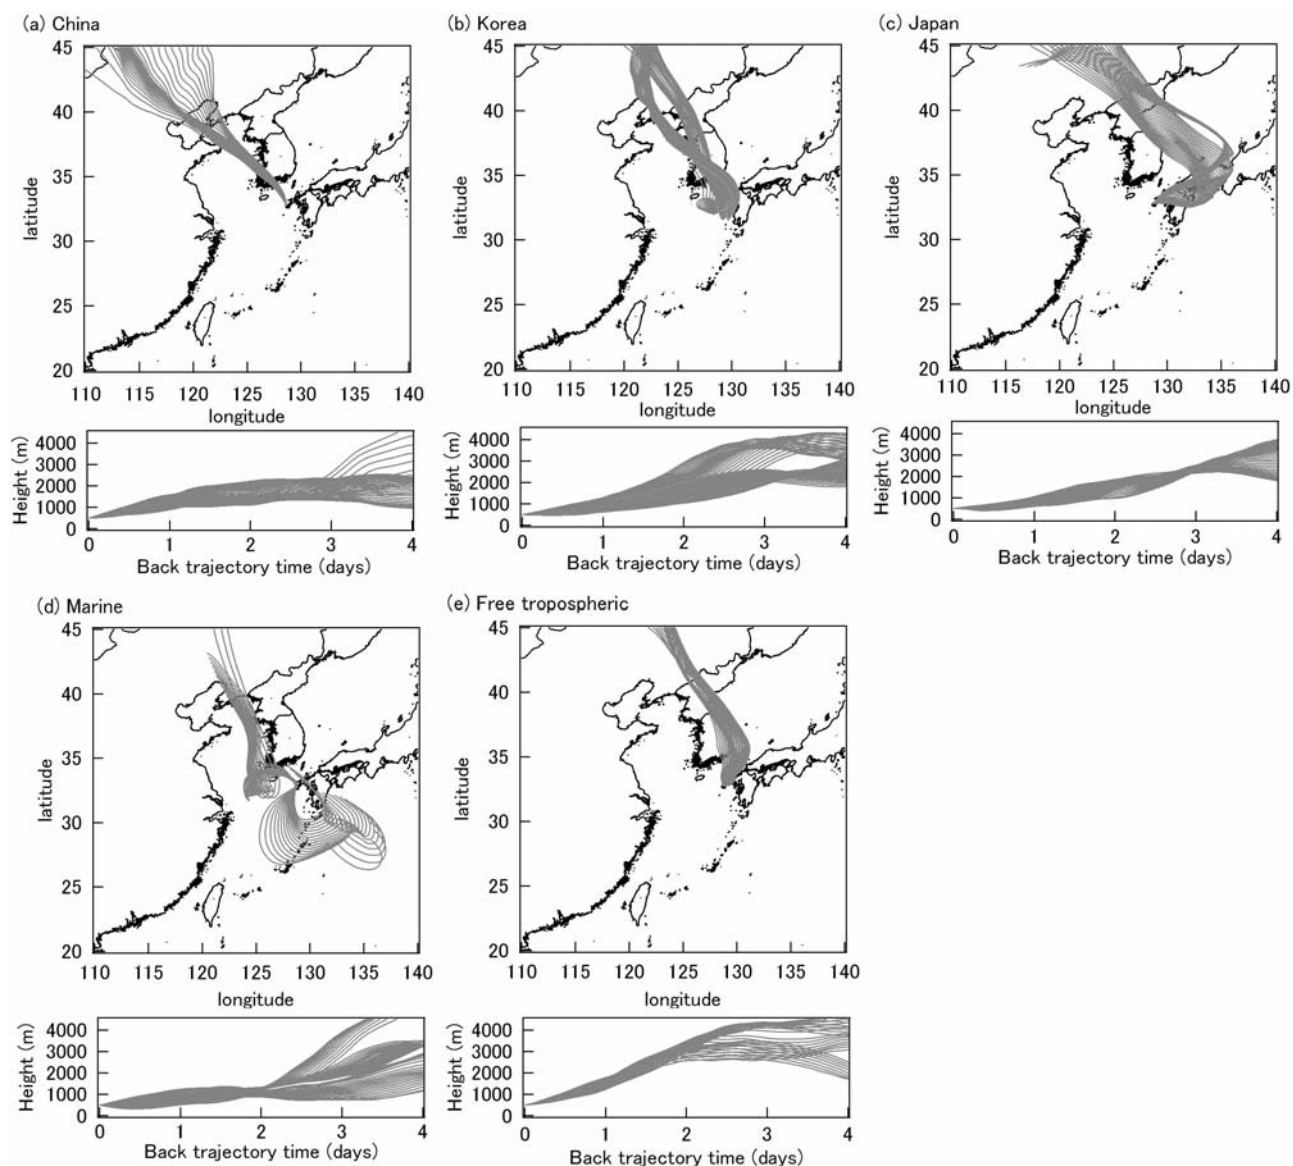 (a) China
45
40
35
30
25
20
latitude
110 115 120 125 130 135 140
longitude
4000
3000
2000
1000
0
Height (m)
0 1 2 3 4
Back trajectory time (days)
(b) Korea
45
40
35
30
25
20
latitude
110 115 120 125 130 135 140
longitude
4000
3000
2000
1000
0
Height (m)
0 1 2 3 4
Back trajectory time (days)
(c) Japan
45
40
35
30
25
20
latitude
110 115 120 125 130 135 140
longitude
4000
3000
2000
1000
0
Height (m)
0 1 2 3 4
Back trajectory time (days)
(d) Marine
45
40
35
30
25
20
latitude
110 115 120 125 130 135 140
longitude
4000
3000
2000
1000
0
Height (m)
0 1 2 3 4
Back trajectory time (days)
(e) Free tropospheric
45
40
35
30
25
20
latitude
110 115 120 125 130 135 140
longitude
4000
3000
2000
1000
0
Height (m)
0 1 2 3 4
Back trajectory time (days)